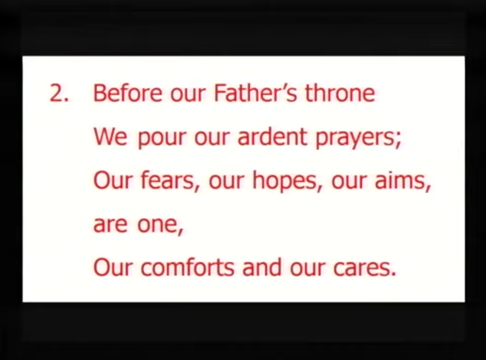 2. Before our Father's throne
We pour our ardent prayers;
Our fears, our hopes, our aims,
are one,
Our comforts and our cares.